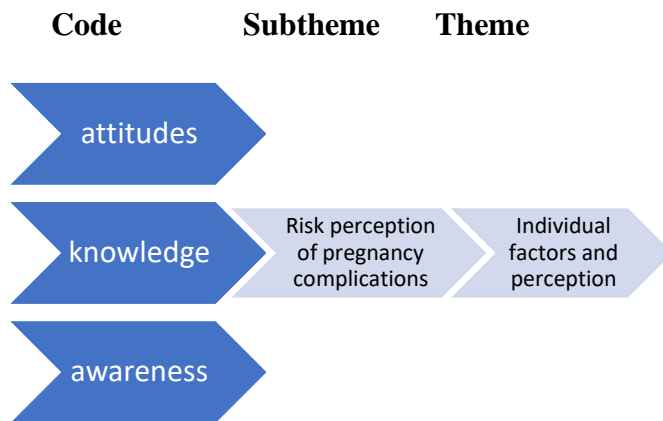 Code Subtheme Theme
attitudes
knowledge
Risk perception
of pregnancy
complications
Individual
factors and
perception
awareness